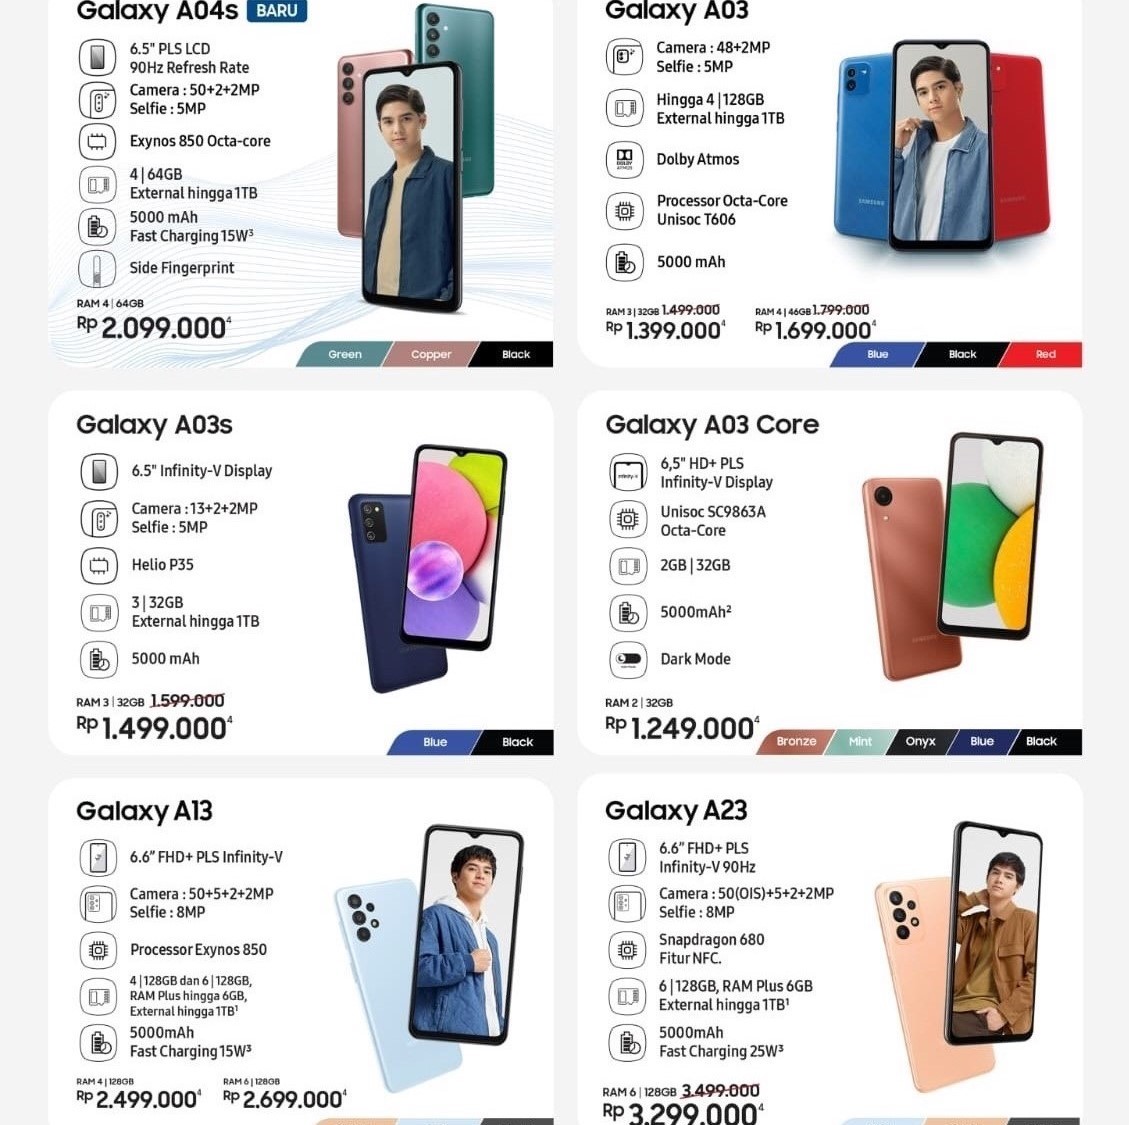 Galaxy A04s BARU
6.5" PLS LCD
90Hz Refresh Rate
Camera : 50+2+2MP
Selfie : 5MP
Exynos 850 Octa-core
4 | 64GB
External hingga 1TB
5000 mAh
Fast Charging 15W³
Side Fingerprint
RAM 4 | 64GB
Rp 2.099.000⁴
Green Copper Black
Galaxy A03
Camera : 48+2MP
Selfie : 5MP
Hingga 4 | 128GB
External hingga 1TB
DOLBY
ATMOS
Dolby Atmos
Processor Octa-Core
Unisoc T606
5000 mAh
RAM 3 | 32GB 1.499.000 RAM 4 | 46GB 1.799.000
Rp 1.399.000⁴ Rp 1.699.000⁴
SAMSUNG
Blue Black Red
Galaxy A03s
6.5" Infinity-V Display
Camera :13+2+2MP
Selfie : 5MP
Helio P35
3 | 32GB
External hingga 1TB
5000 mAh
RAM 3 | 32GB 1.599.000
Rp 1.499.000⁴
Blue Black
Galaxy A03 Core
6,5" HD+ PLS
Infinity-V Display
Unisoc SC9863A
Octa-Core
2GB | 32GB
5000mAh²
Dark Mode
RAM 2 | 32GB
Rp 1.249.000⁴
Bronze Mint Onyx Blue Black
Galaxy A13
6.6” FHD+ PLS Infinity-V
Camera : 50+5+2+2MP
Selfie : 8MP
Processor Exynos 850
4 | 128GB dan 6 | 128GB,
RAM Plus hingga 6GB,
External hingga 1TB¹
5000mAh
Fast Charging 15W³
RAM 4 | 128GB RAM 6 | 128GB
Rp 2.499.000⁴ Rp 2.699.000⁴
Galaxy A23
6.6” FHD+ PLS
Infinity-V 90Hz
Camera : 50(OIS)+5+2+2MP
Selfie : 8MP
Snapdragon 680
Fitur NFC.
6 | 128GB, RAM Plus 6GB
External hingga 1TB¹
5000mAh
Fast Charging 25W³
RAM 6 | 128GB 3.499.000
Rp 3.299.000⁴